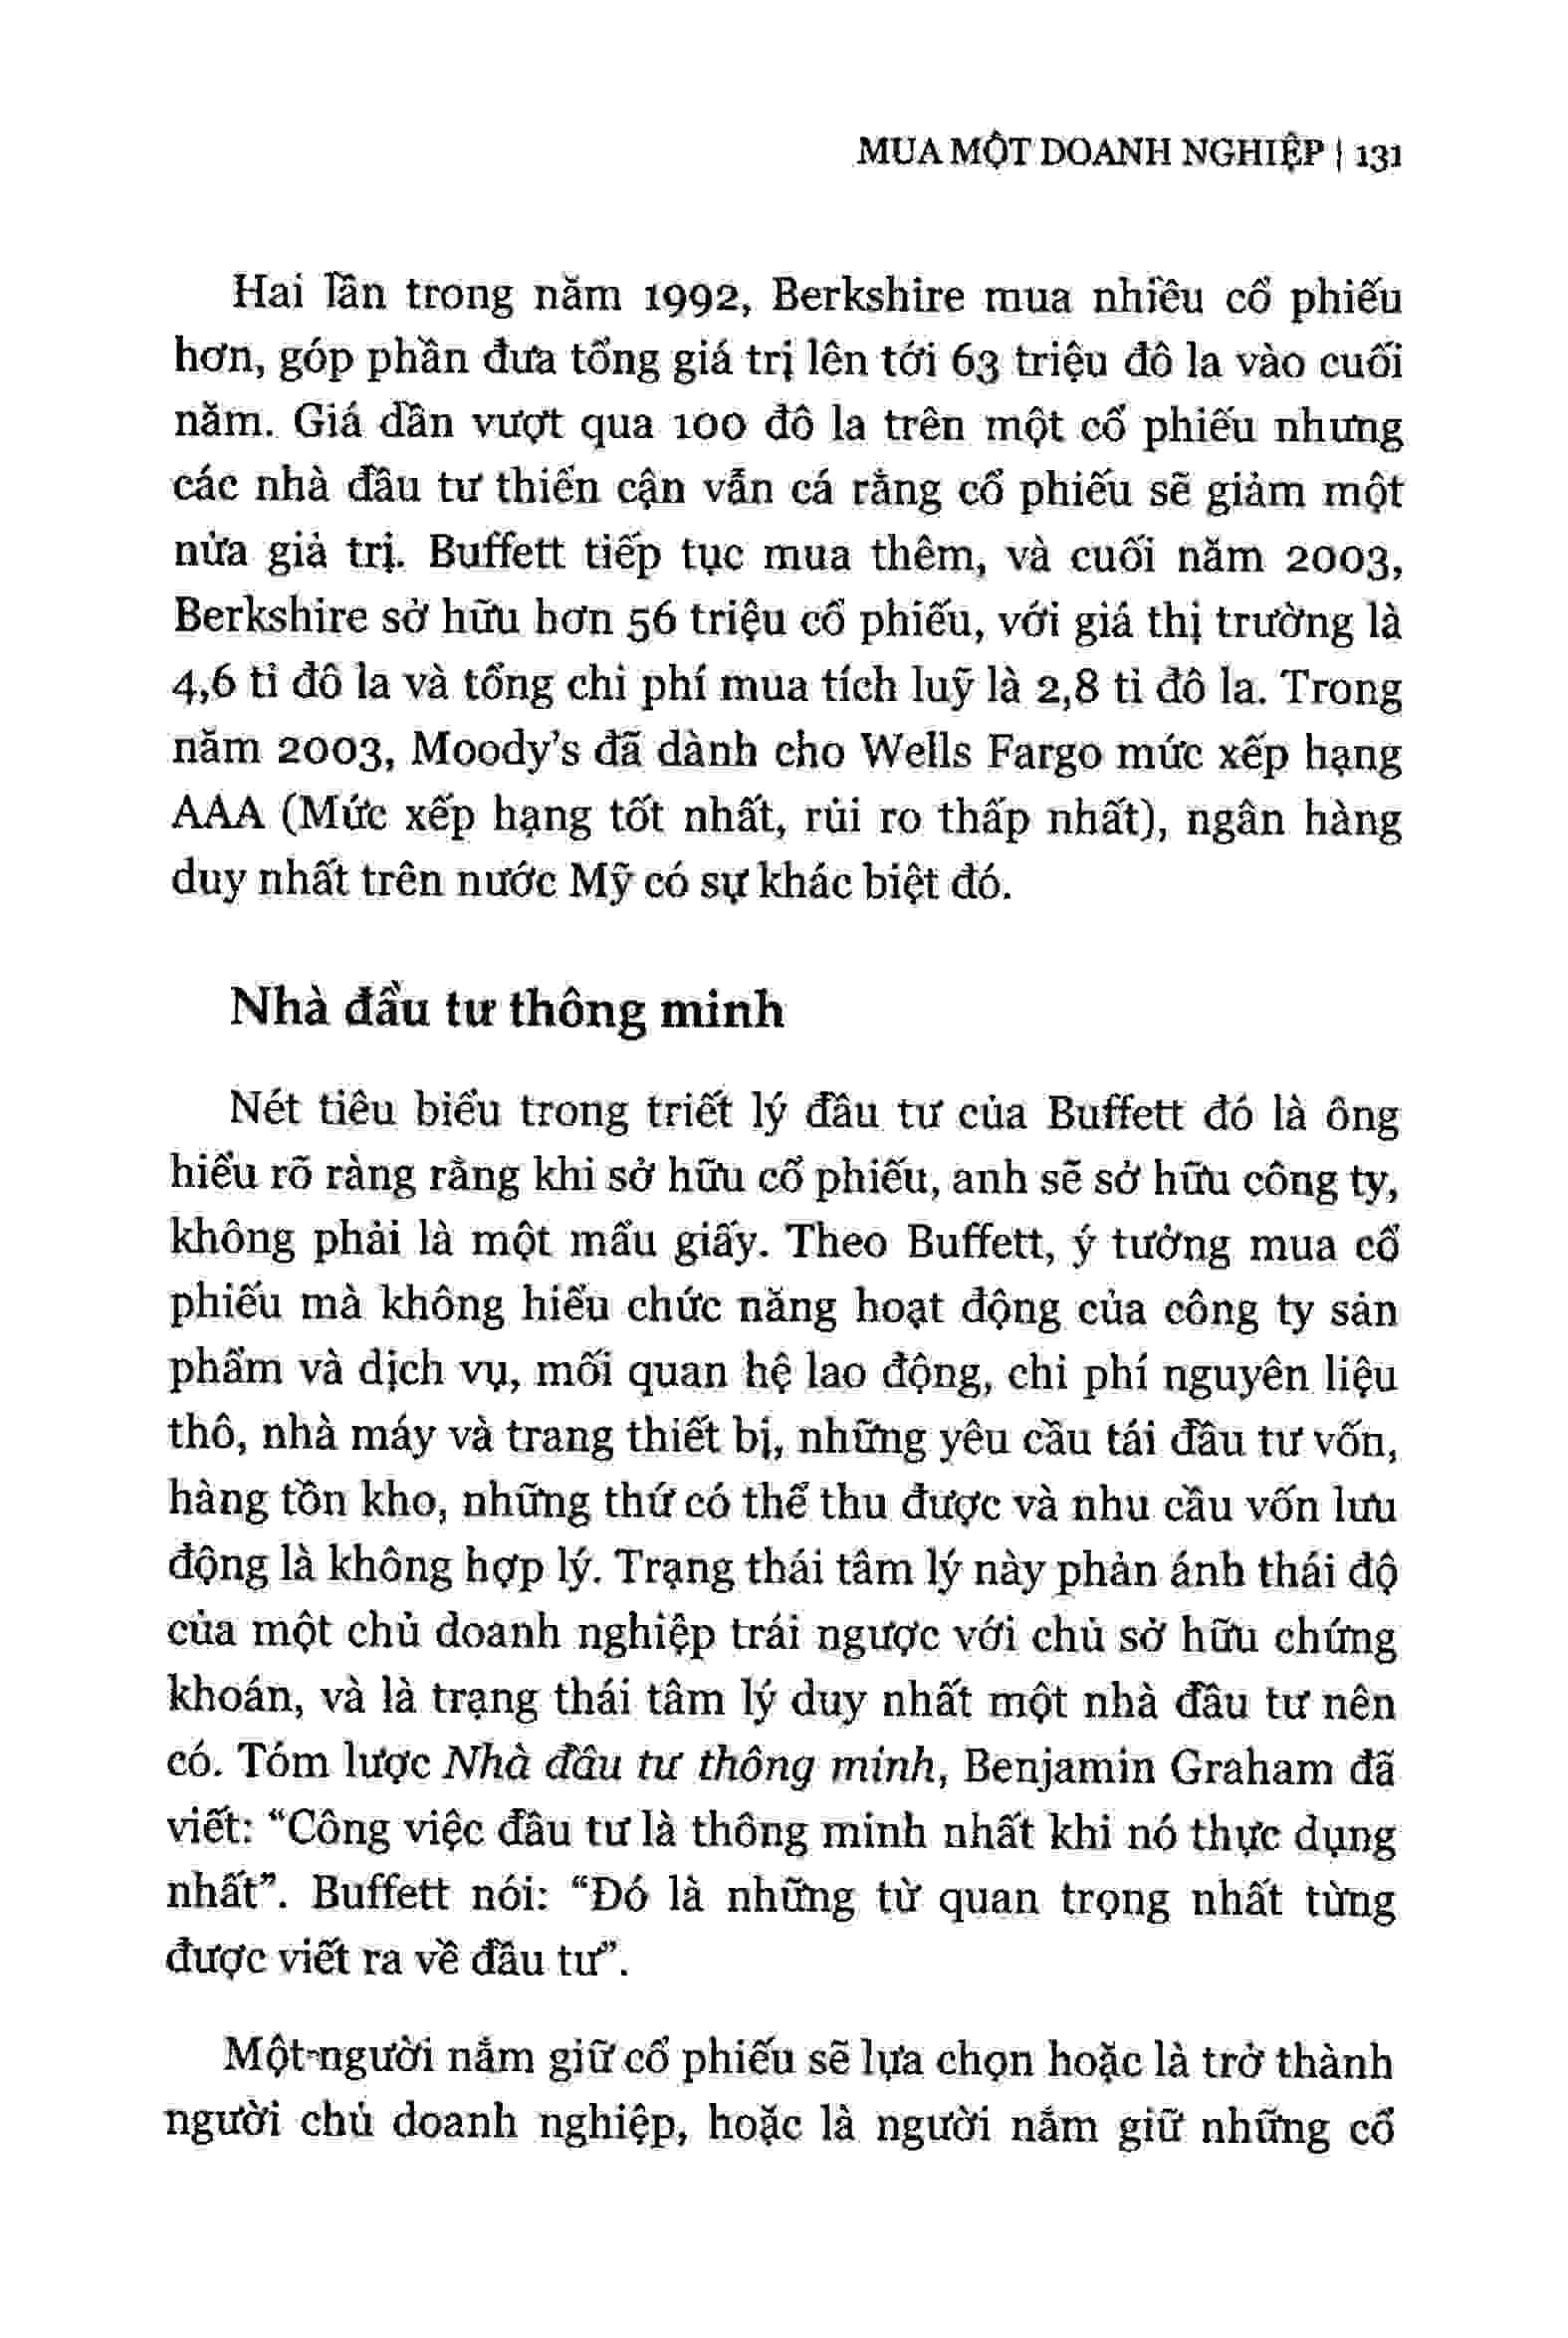 MUA MỘT DOANH NGHIỆP | 131
Hai lần trong năm 1992, Berkshire mua nhiều cổ phiếu
hơn, góp phần đưa tổng giá trị lên tới 63 triệu đô la vào cuối
năm. Giá dần vượt qua 100 đô la trên một cổ phiếu nhưng
các nhà đầu tư thiển cận vẫn cá rằng cổ phiếu sẽ giảm một
nửa giá trị. Buffett tiếp tục mua thêm, và cuối năm 2003,
Berkshire sở hữu hơn 56 triệu cổ phiếu, với giá thị trường là
4,6 tỉ đô la và tổng chi phí mua tích luỹ là 2,8 tỉ đô la. Trong
năm 2003, Moody’s đã dành cho Wells Fargo mức xếp hạng
AAA (Mức xếp hạng tốt nhất, rủi ro thấp nhất), ngân hàng
duy nhất trên nước Mỹ có sự khác biệt đó.
Nhà đầu tư thông minh
Nét tiêu biểu trong triết lý đầu tư của Buffett đó là ông
hiểu rõ ràng rằng khi sở hữu cổ phiếu, anh sẽ sở hữu công ty,
không phải là một mẩu giấy. Theo Buffett, ý tưởng mua cổ
phiếu mà không hiểu chức năng hoạt động của công ty sản
phẩm và dịch vụ, mối quan hệ lao động, chi phí nguyên liệu
thô, nhà máy và trang thiết bị, những yêu cầu tái đầu tư vốn,
hàng tồn kho, những thứ có thể thu được và nhu cầu vốn lưu
động là không hợp lý. Trạng thái tâm lý này phản ánh thái độ
của một chủ doanh nghiệp trái ngược với chủ sở hữu chứng
khoán, và là trạng thái tâm lý duy nhất một nhà đầu tư nên
có. Tóm lược Nhà đầu tư thông minh, Benjamin Graham đã
viết: “Công việc đầu tư là thông minh nhất khi nó thực dụng
nhất”. Buffett nói: “Đó là những từ quan trọng nhất từng
được viết ra về đầu tư”.
Một người nắm giữ cổ phiếu sẽ lựa chọn hoặc là trở thành
người chủ doanh nghiệp, hoặc là người nắm giữ những cổ